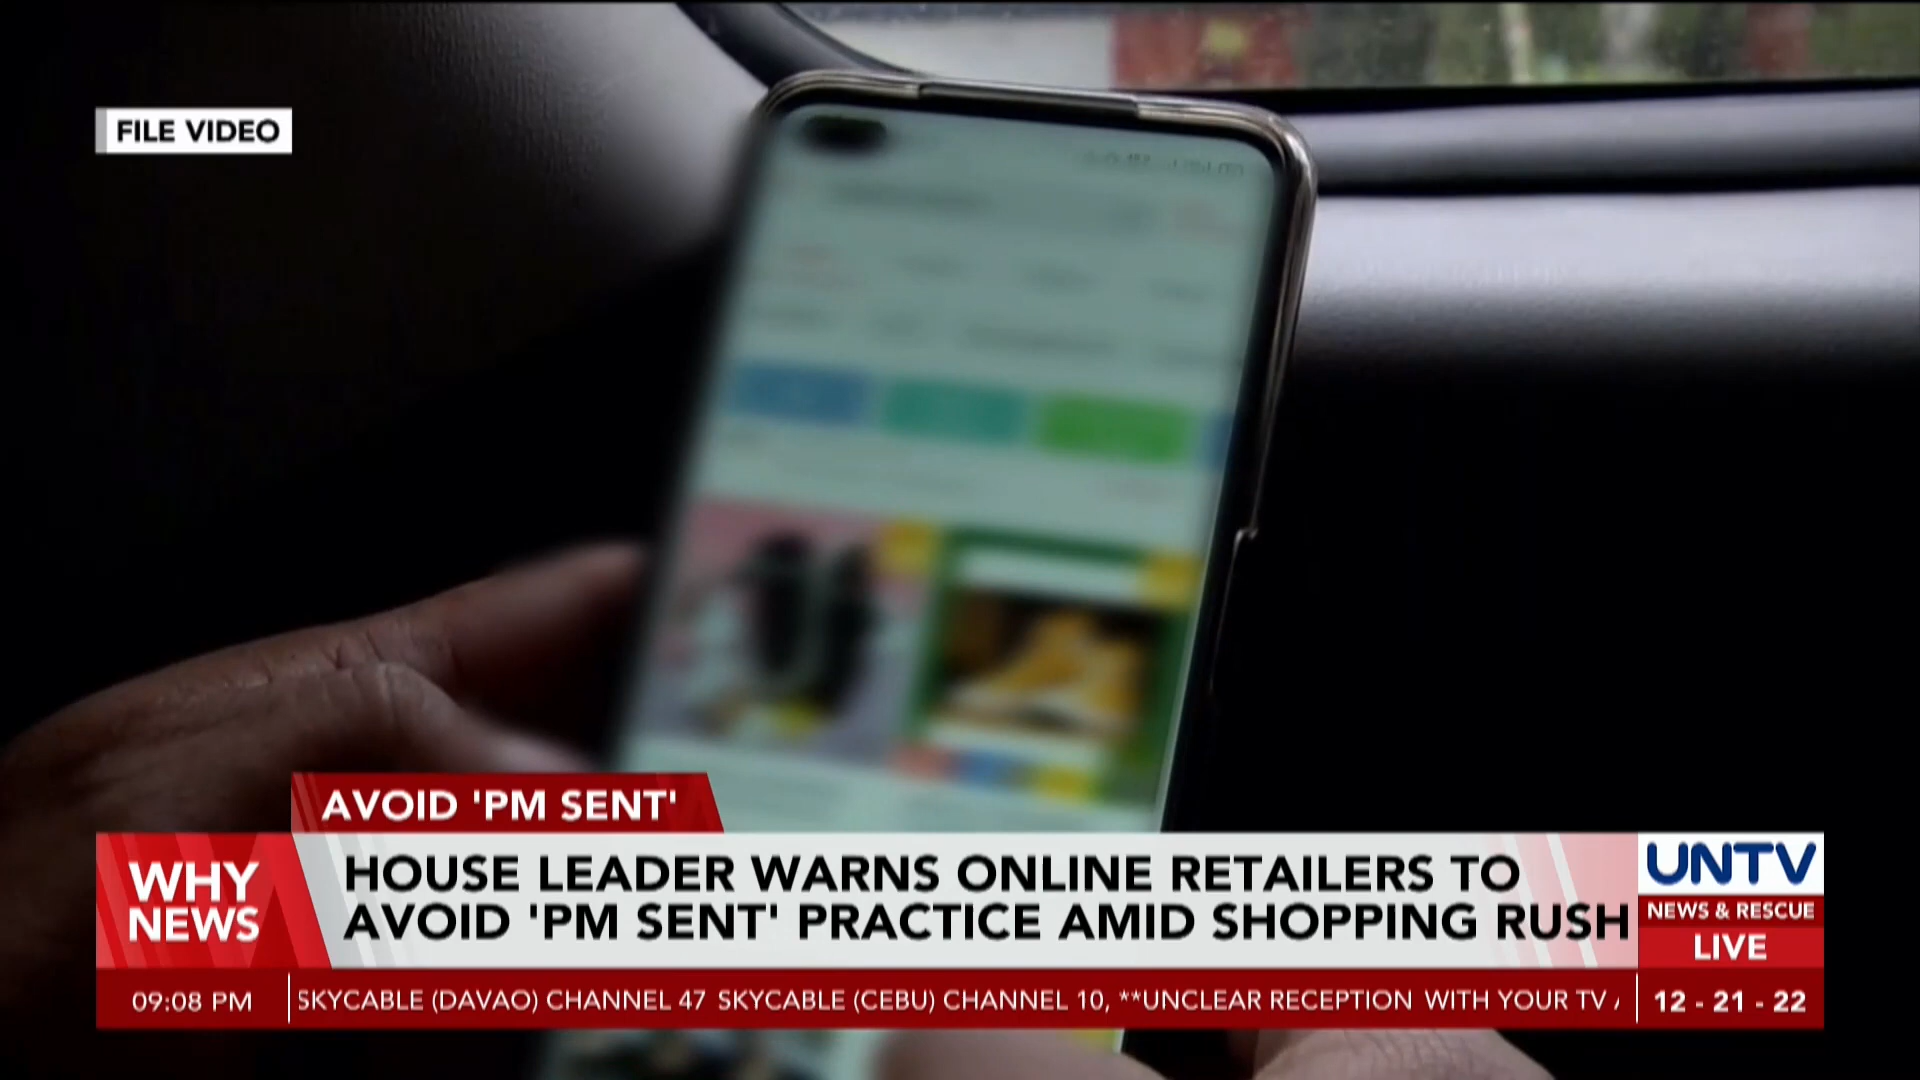 FILE VIDEO
AVOID 'PM SENT'
WHY
NEWS
HOUSE LEADER WARNS ONLINE RETAILERS TO
AVOID 'PM SENT' PRACTICE AMID SHOPPING RUSH
UNTV
NEWS & RESCUE
LIVE
09:08 PM
SKYCABLE (DAVAO) CHANNEL 47 SKYCABLE (CEBU) CHANNEL 10, **UNCLEAR RECEPTION WITH YOUR TV
12 - 21 - 22